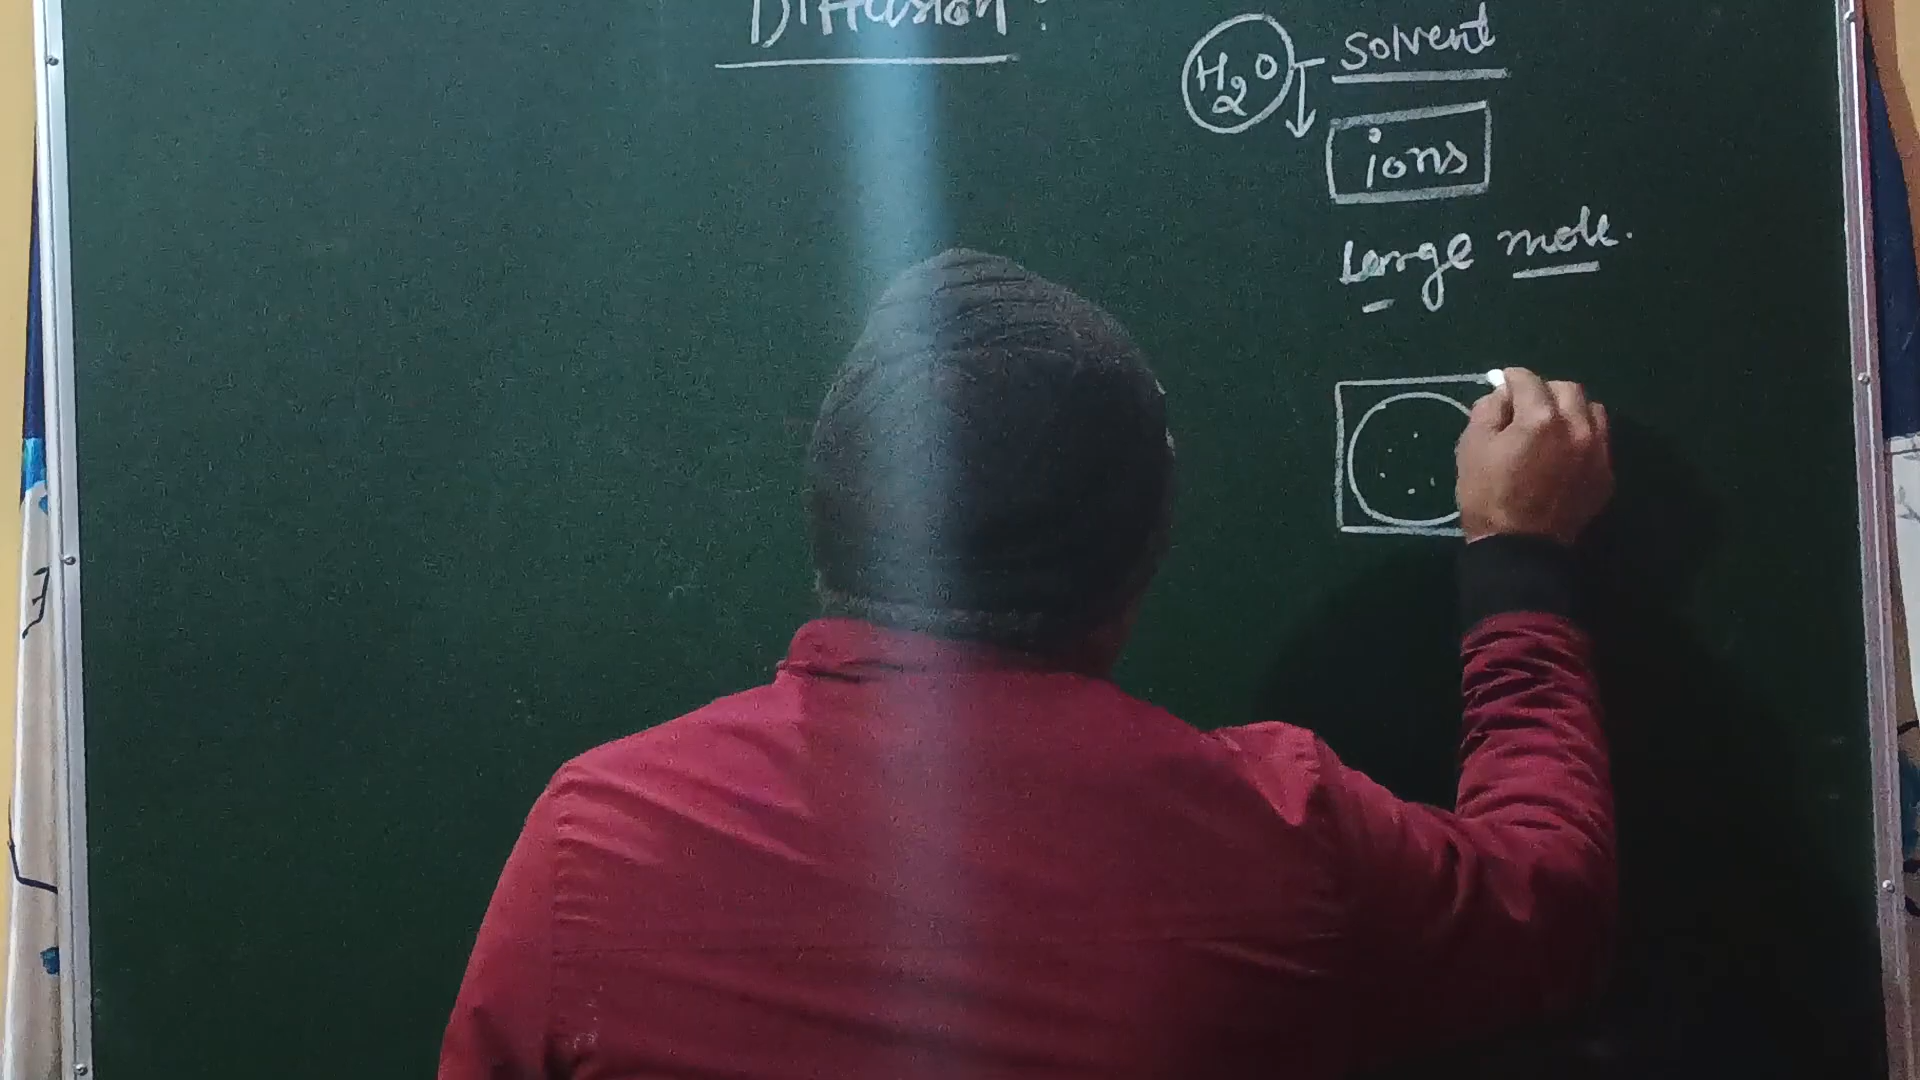 Diffusion :
H2O solvent
ions
Large mole.